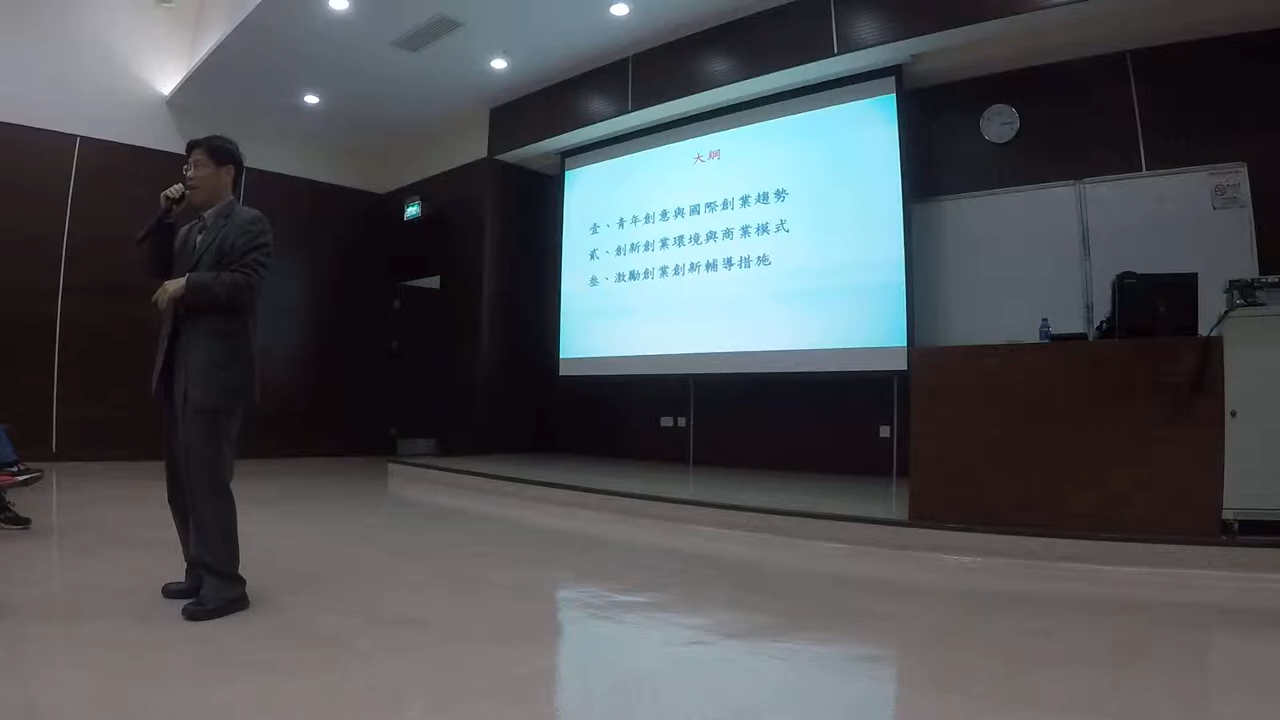 大綱
壹、青年創意與國際創業趨勢
貳、創新創業環境與商業模式
叁、激勵創業創新輔導措施